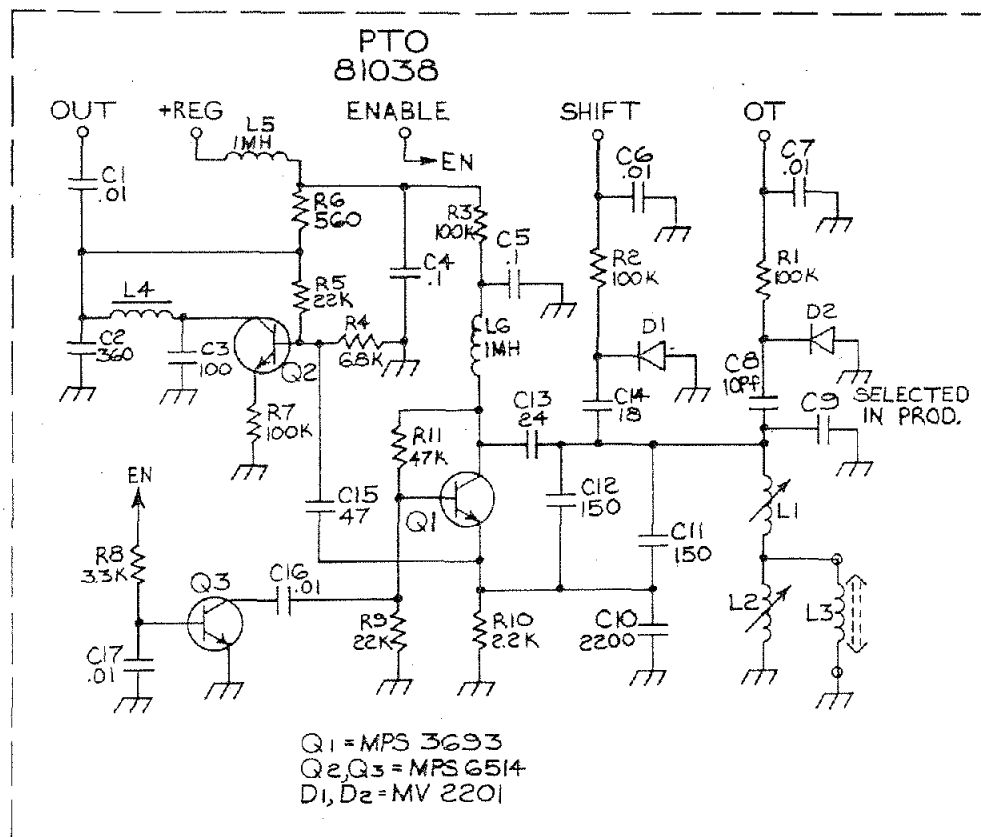 PTO
81038
OUT
+REG
ENABLE
SHIFT
OT
L5
1MH
EN
C1
.01
R6
560
R3
100K
C6
.01
C7
.01
C5
.1
R2
100K
R1
100K
C4
.1
R5
22K
L4
L6
1MH
D1
D2
C2
360
C3
100
Q2
R4
6.8K
C8
10Pf
SELECTED
IN PROD.
C13
24
C14
18
C9
R7
100K
R11
47K
EN
C15
47
Q1
C12
150
C11
150
L1
R8
3.3K
Q3
C16
.01
L2
L3
R9
22K
R10
2.2K
C10
2200
C17
.01
Q1 = MPS 3693
Q2, Q3 = MPS 6514
D1, D2 = MV 2201